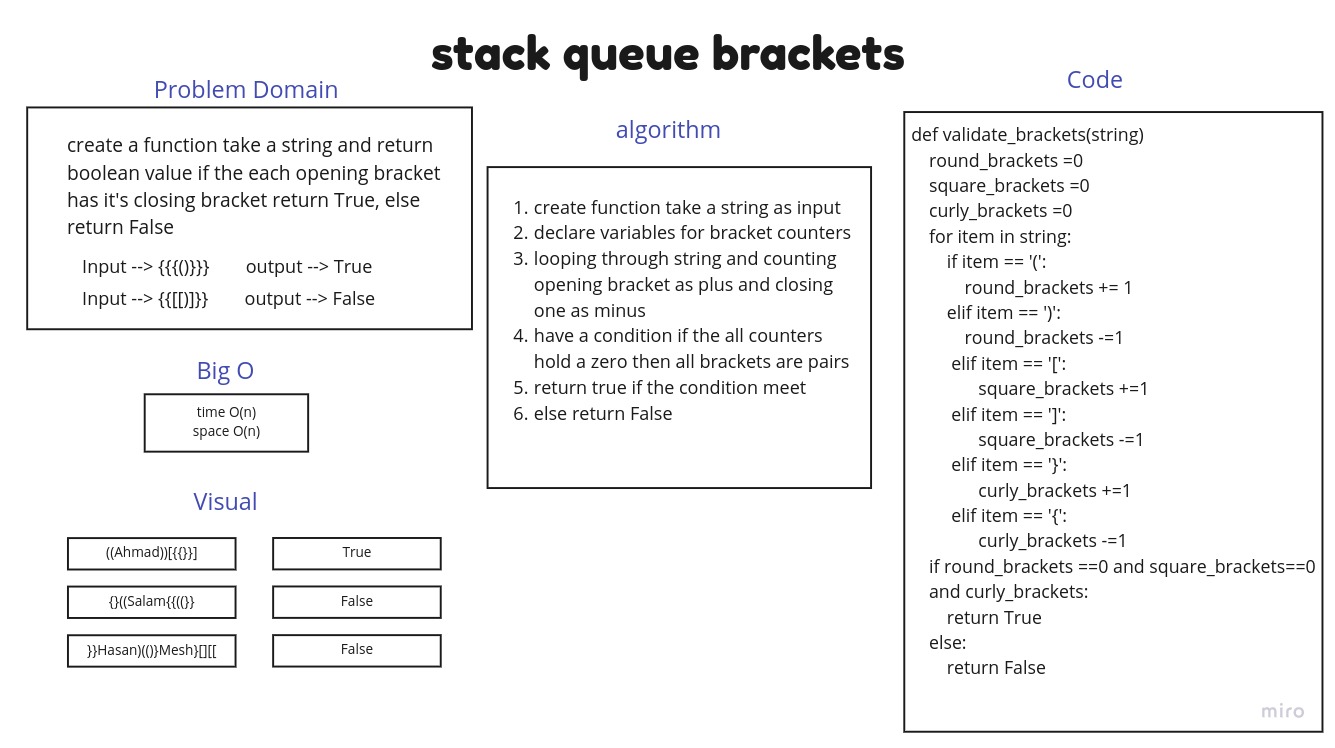 stack queue brackets
Problem Domain
create a function take a string and return
boolean value if the each opening bracket
has it's closing bracket return True, else
return False
Input --> {{{()}}} output --> True
Input --> {{[[)]}} output --> False
Big O
time O(n)
space O(n)
Visual
((Ahmad))[{{}}] True
{}((Salam{{((}} False
}}Hasan)(()}Mesh}[][[ False
algorithm
1. create function take a string as input
2. declare variables for bracket counters
3. looping through string and counting
opening bracket as plus and closing
one as minus
4. have a condition if the all counters
hold a zero then all brackets are pairs
5. return true if the condition meet
6. else return False
Code
def validate_brackets(string)
round_brackets =0
square_brackets =0
curly_brackets =0
for item in string:
if item == '(':
round_brackets += 1
elif item == ')':
round_brackets -=1
elif item == '[':
square_brackets +=1
elif item == ']':
square_brackets -=1
elif item == '}':
curly_brackets +=1
elif item == '{':
curly_brackets -=1
if round_brackets ==0 and square_brackets==0
and curly_brackets:
return True
else:
return False
miro